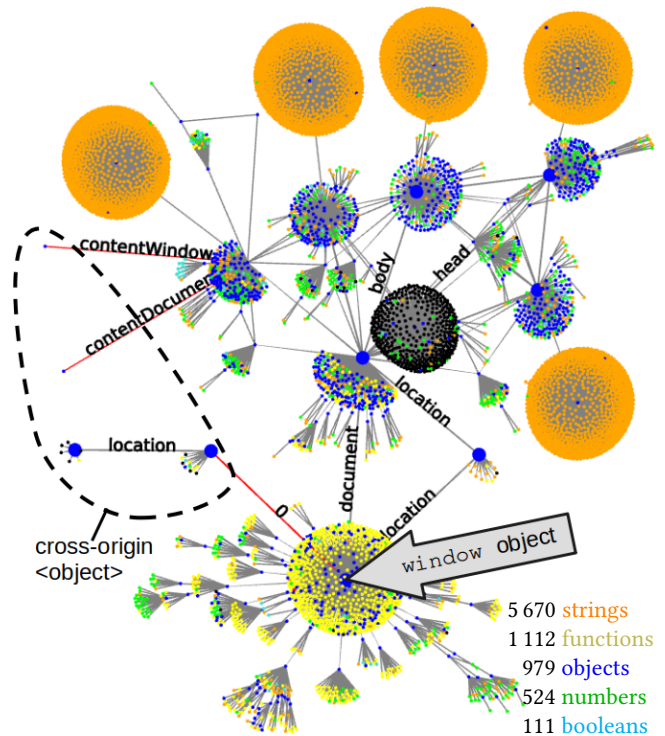 contentWindow
body
head
contentDocument
location
location
document
0
location
cross-origin
<object>
window object
5 670 strings
1 112 functions
979 objects
524 numbers
111 booleans